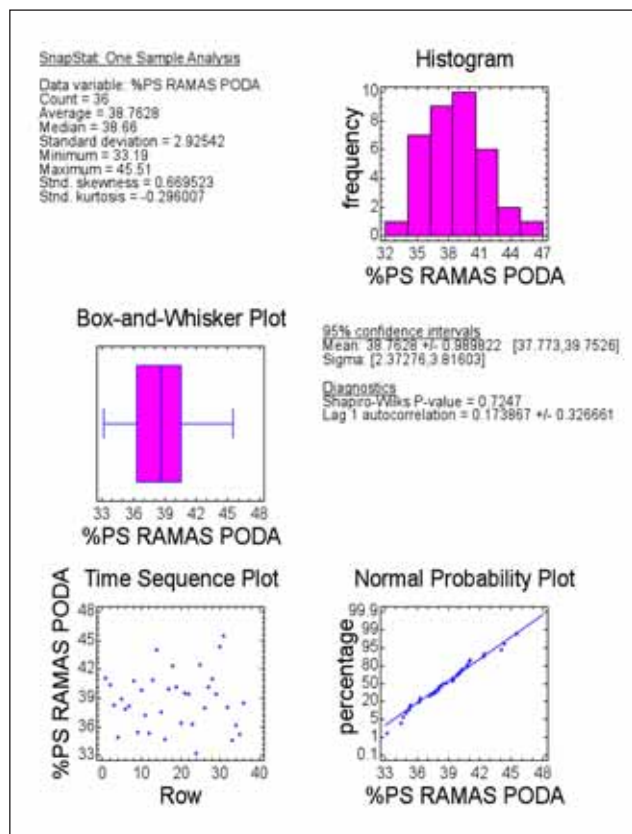 SnapStat: One Sample Analysis
Data variable: %PS RAMAS PODA
Count = 36
Average = 38.7628
Median = 38.66
Standard deviation = 2.92542
Minimum = 33.19
Maximum = 45.51
Stnd. skewness = 0.669523
Stnd. kurtosis = -0.296007
Histogram
frequency
10
8
6
4
2
0
32 35 38 41 44 47
%PS RAMAS PODA
Box-and-Whisker Plot
33 36 39 42 45 48
%PS RAMAS PODA
95% confidence intervals
Mean: 38.7628 +/- 0.989822 [37.773,39.7526]
Sigma: [2.37276,3.81603]
Diagnostics
Shapiro-Wilks P-value = 0.7247
Lag 1 autocorrelation = 0.173867 +/- 0.326661
Time Sequence Plot
%PS RAMAS PODA
48
45
42
39
36
33
0 10 20 30 40
Row
Normal Probability Plot
percentage
99.9
99
95
80
50
20
5
1
0.1
33 36 39 42 45 48
%PS RAMAS PODA